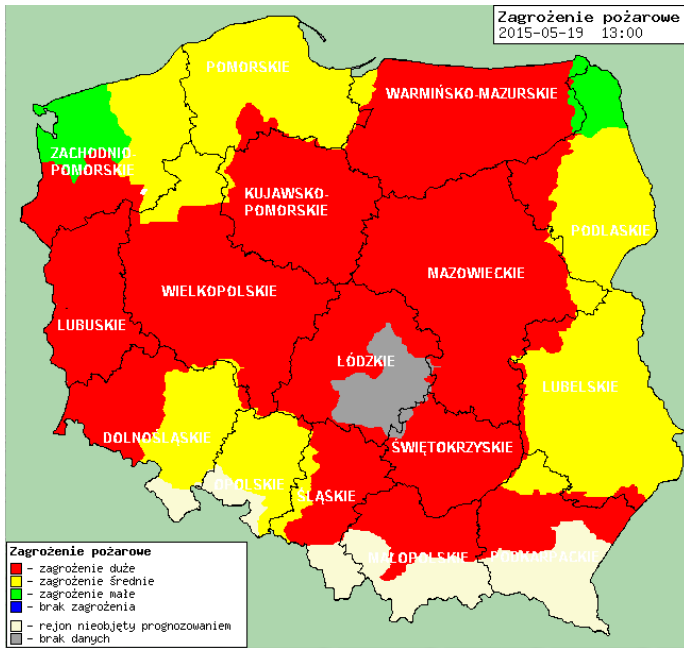 Zagrożenie pożarowe
2015-05-19 13:00
POMORSKIE
WARMIŃSKO-MAZURSKIE
ZACHODNIO
POMORSKIE
KUJAWSKO-
POMORSKIE
PODLASKIE
MAZOWIECKIE
WIELKOPOLSKIE
LUBUSKIE
ŁÓDZKIE
LUBELSKIE
DOLNOŚLĄSKIE
ŚWIĘTOKRZYSKIE
OPOLSKIE
ŚLĄSKIE
MAŁOPOLSKIE
PODKARPACKIE
Zagrożenie pożarowe
– zagrożenie duże
– zagrożenie średnie
– zagrożenie małe
– brak zagrożenia
– rejon nieobjęty prognozowaniem
– brak danych